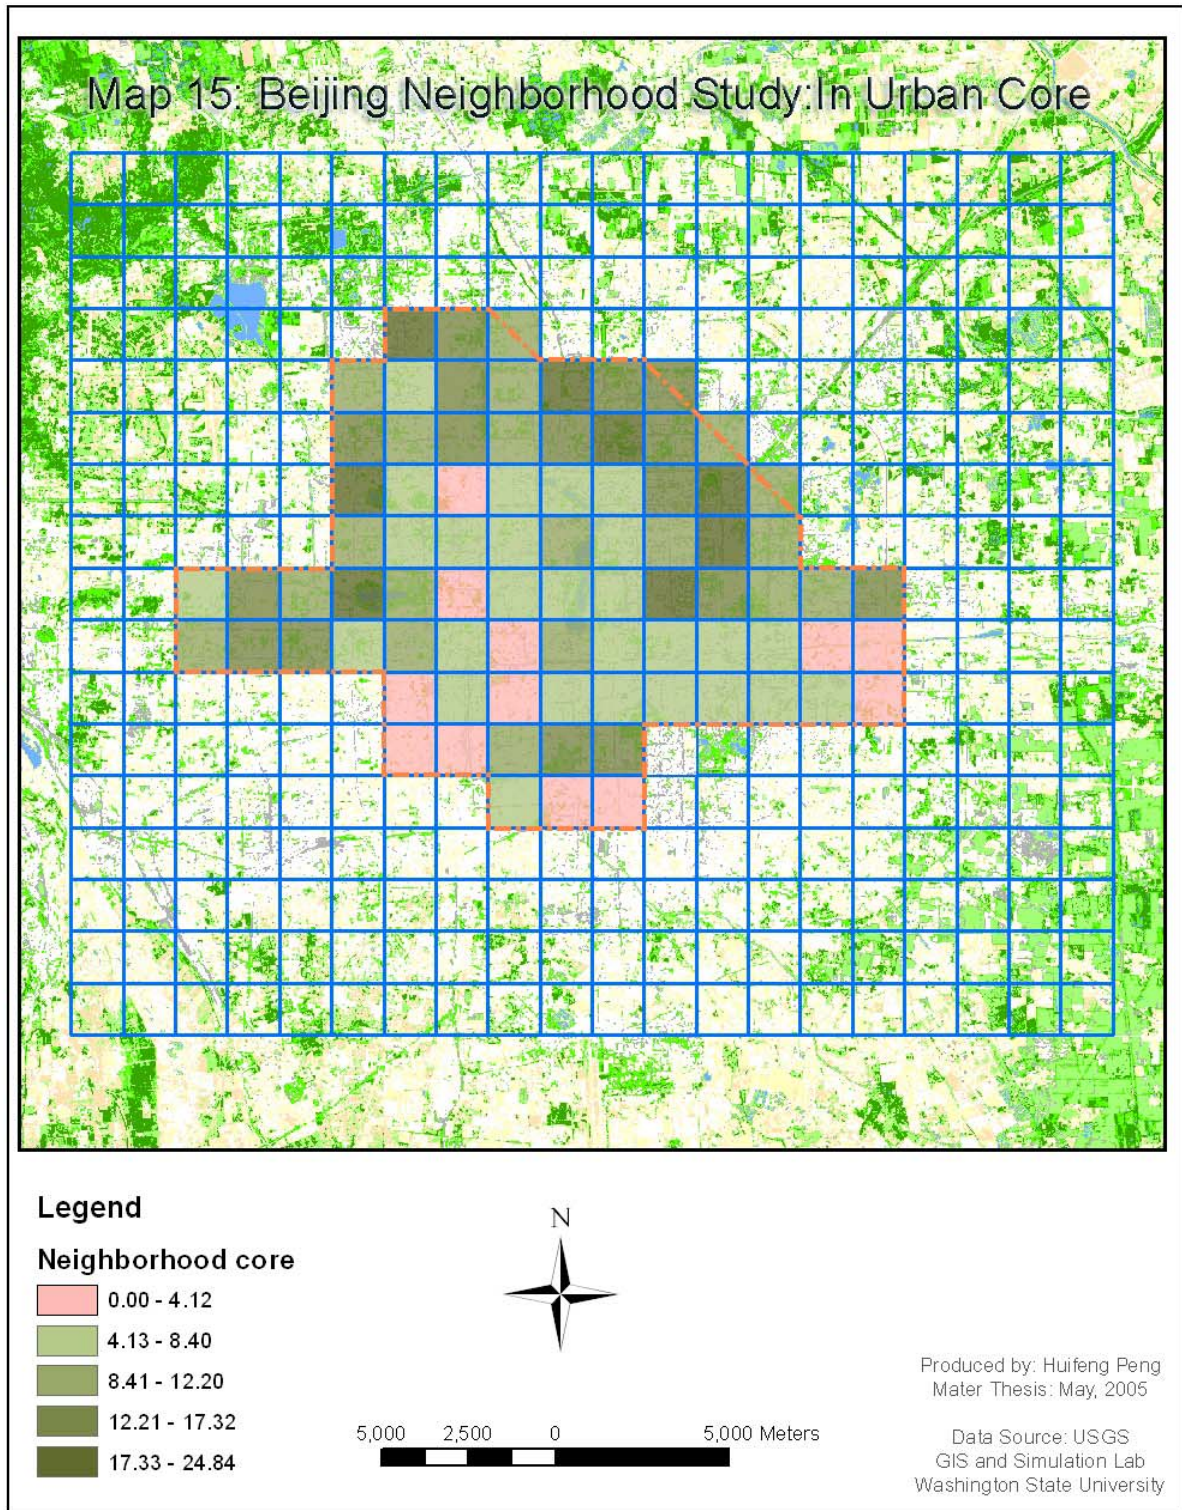 Map 15: Beijing Neighborhood Study:In Urban Core
Legend
Neighborhood core
0.00 - 4.12
4.13 - 8.40
8.41 - 12.20
12.21 - 17.32
17.33 - 24.84
N
5,000 2,500 0 5,000 Meters
Produced by: Huifeng Peng
Mater Thesis: May, 2005
Data Source: USGS
GIS and Simulation Lab
Washington State University